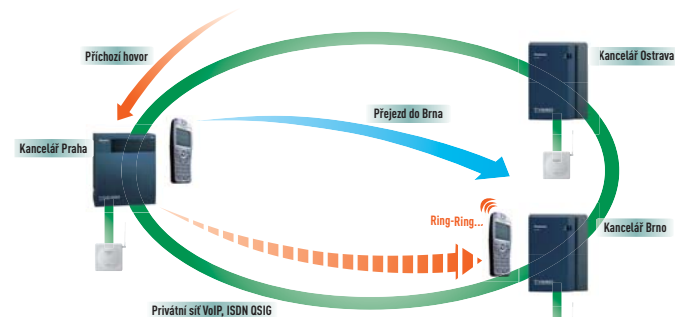 Příchozí hovor
Kancelář Ostrava
Přejezd do Brna
Kancelář Praha
Ring-Ring...
Kancelář Brno
Privátní síť VoIP, ISDN QSIG